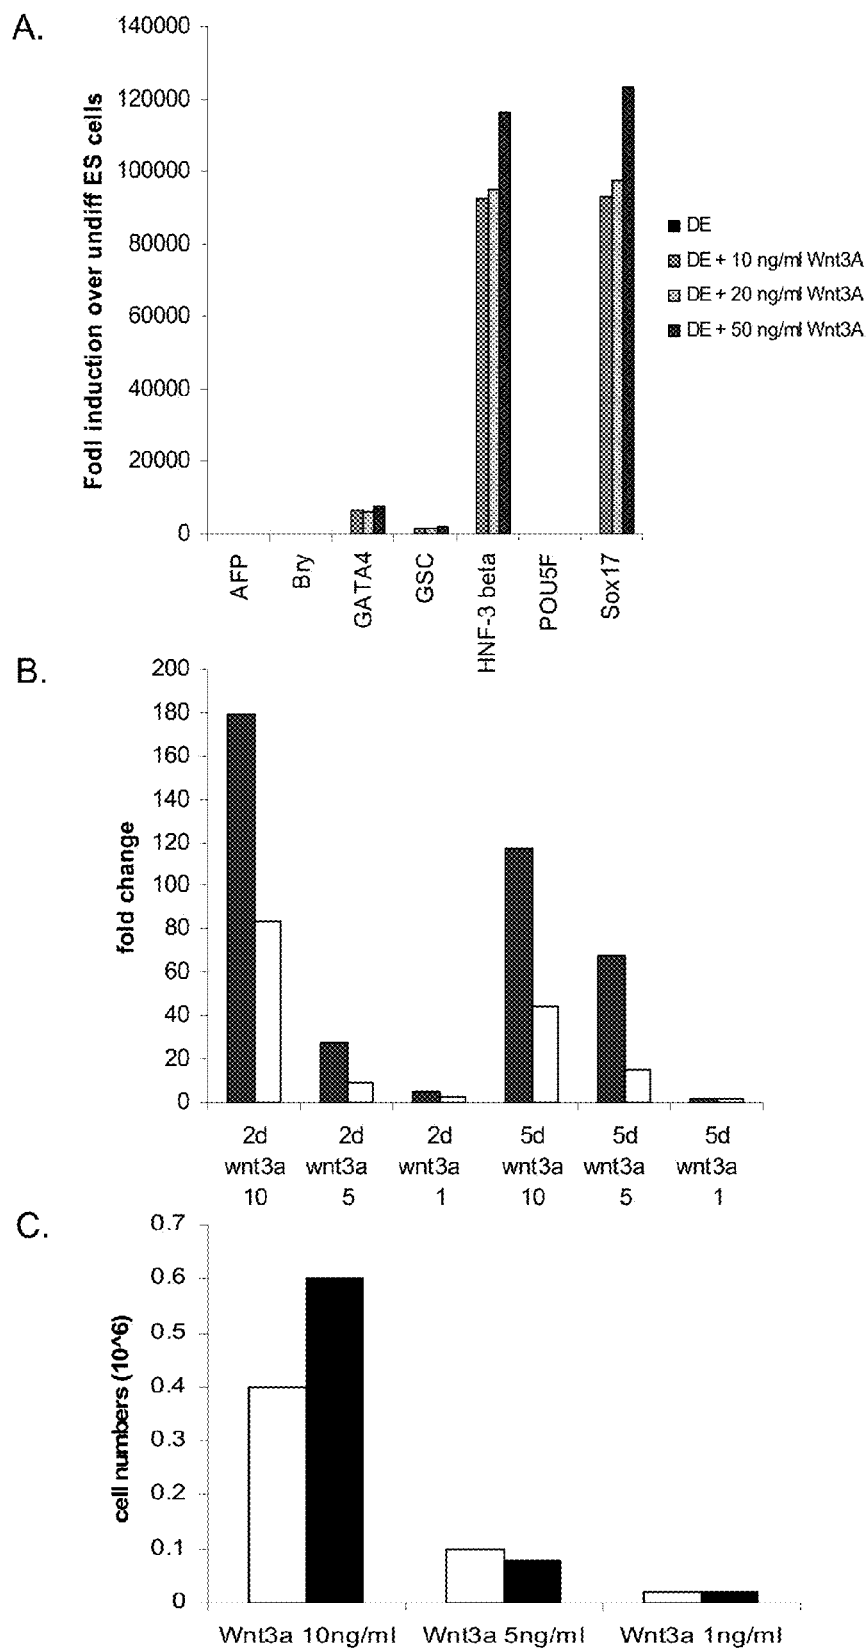 A.
Fodl induction over undiff ES cells
140000
120000
100000
80000
60000
40000
20000
0
AFP
Bry
GATA4
GSC
HNF-3 beta
POU5F
Sox17
DE
DE + 10 ng/ml Wnt3A
DE + 20 ng/ml Wnt3A
DE + 50 ng/ml Wnt3A
B.
fold change
200
180
160
140
120
100
80
60
40
20
0
2d wnt3a 10
2d wnt3a 5
2d wnt3a 1
5d wnt3a 10
5d wnt3a 5
5d wnt3a 1
C.
cell numbers (10^6)
0.7
0.6
0.5
0.4
0.3
0.2
0.1
0
Wnt3a 10ng/ml
Wnt3a 5ng/ml
Wnt3a 1ng/ml